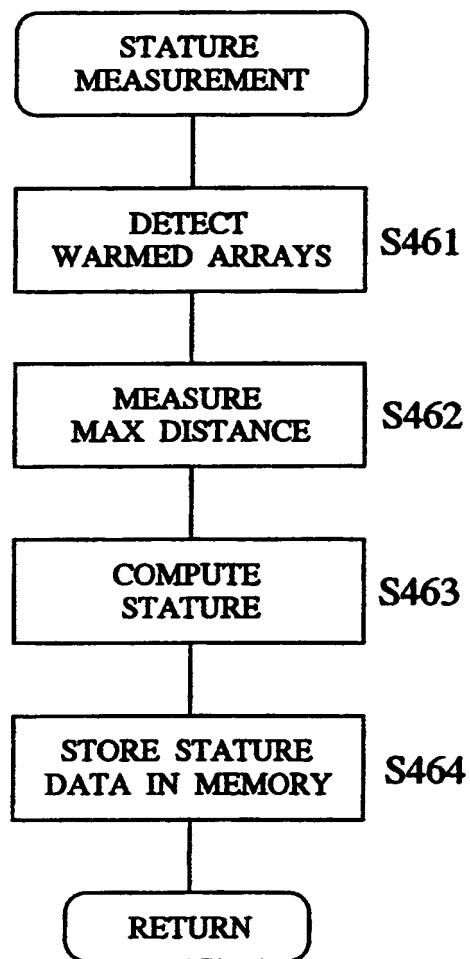 STATURE
MEASUREMENT
DETECT
WARMED ARRAYS
S461
MEASURE
MAX DISTANCE
S462
COMPUTE
STATURE
S463
STORE STATURE
DATA IN MEMORY
S464
RETURN